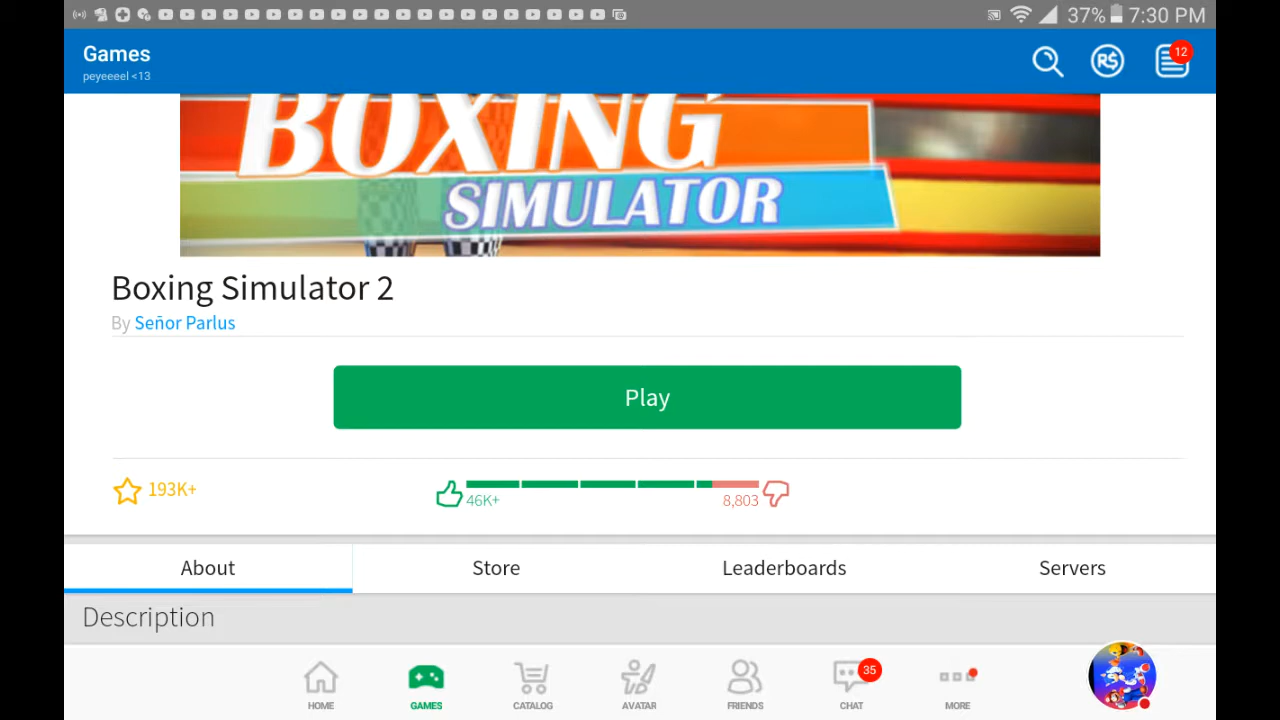 37% 7:30 PM
Games
peyeeeel <13
R$
12
BOXING
SIMULATOR
Boxing Simulator 2
By Señor Parlus
Play
193K+
46K+
8,803
About Store Leaderboards Servers
Description
35
HOME GAMES CATALOG AVATAR FRIENDS CHAT MORE